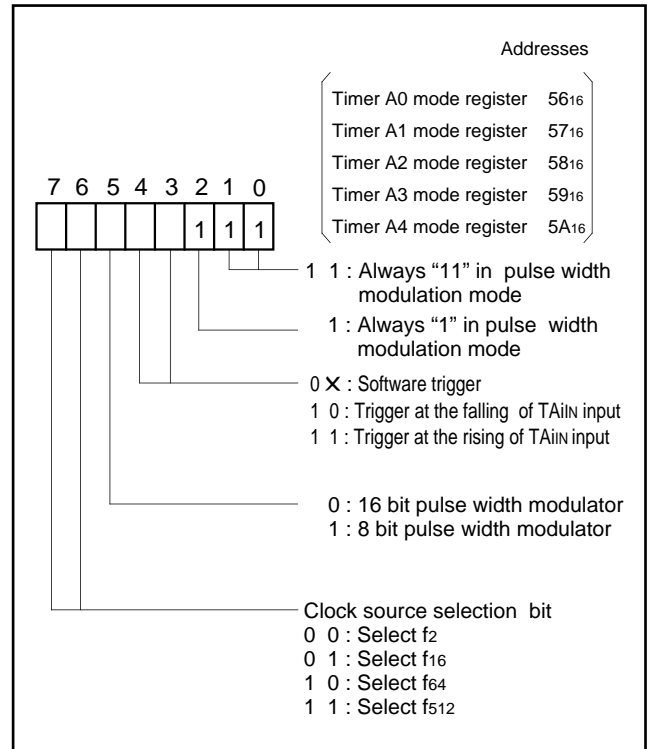 Addresses
Timer A0 mode register 5616
Timer A1 mode register 5716
Timer A2 mode register 5816
Timer A3 mode register 5916
Timer A4 mode register 5A16
7 6 5 4 3 2 1 0
1 1 1
1 1 : Always “11” in pulse width
modulation mode
1 : Always “1” in pulse width
modulation mode
0 × : Software trigger
1 0 : Trigger at the falling of TAiIN input
1 1 : Trigger at the rising of TAiIN input
0 : 16 bit pulse width modulator
1 : 8 bit pulse width modulator
Clock source selection bit
0 0 : Select f2
0 1 : Select f16
1 0 : Select f64
1 1 : Select f512